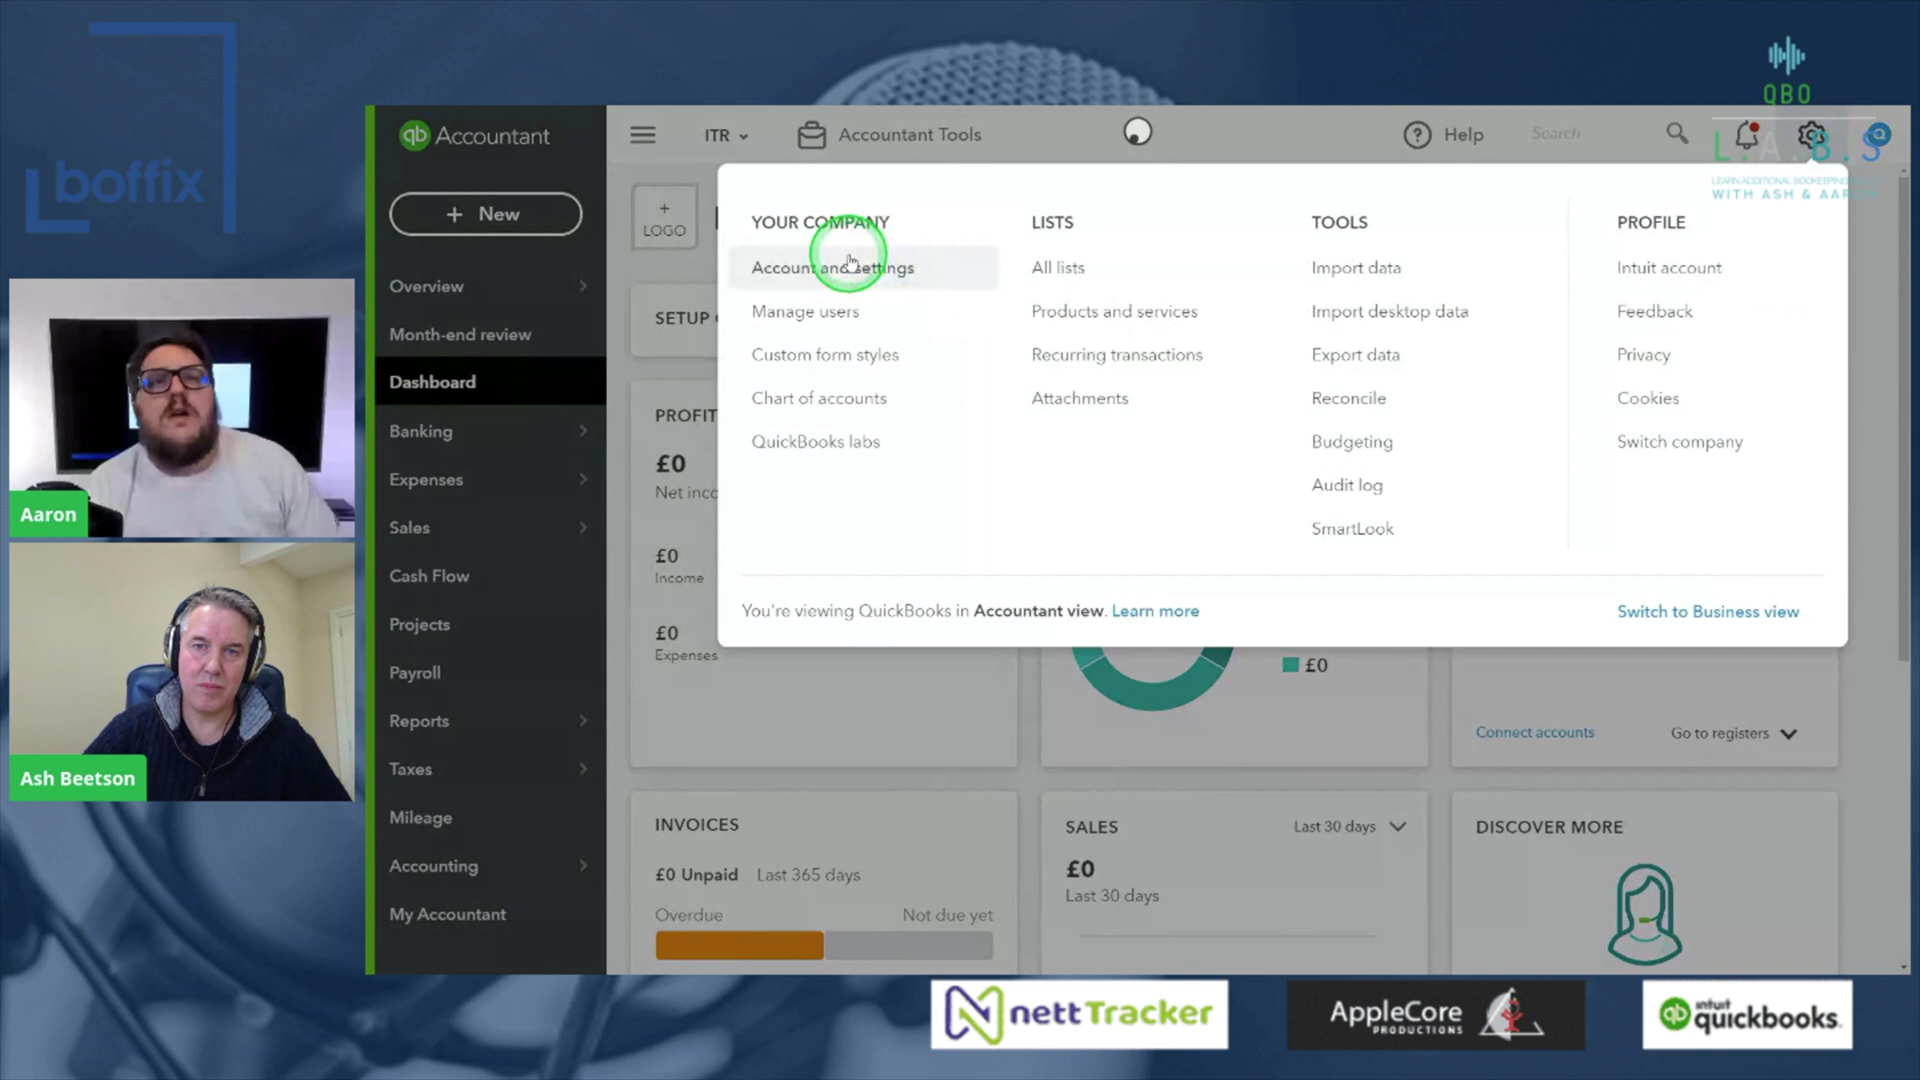 boffix
Aaron
Ash Beetson
qb Accountant
+ New
Overview
Month-end review
Dashboard
Banking
Expenses
Sales
Cash Flow
Projects
Payroll
Reports
Taxes
Mileage
Accounting
My Accountant
ITR
Accountant Tools
? Help
Search
QBO
L.A.B.S
WITH ASH & AA
+
LOGO
SETUP
PROFIT
£0
Net inco
£0
Income
£0
Expenses
YOUR COMPANY
Account and settings
Manage users
Custom form styles
Chart of accounts
QuickBooks labs
LISTS
All lists
Products and services
Recurring transactions
Attachments
TOOLS
Import data
Import desktop data
Export data
Reconcile
Budgeting
Audit log
SmartLook
PROFILE
Intuit account
Feedback
Privacy
Cookies
Switch company
You're viewing QuickBooks in Accountant view. Learn more
Switch to Business view
£0
Connect accounts
Go to registers
INVOICES
£0 Unpaid Last 365 days
Overdue
Not due yet
SALES
Last 30 days
£0
Last 30 days
DISCOVER MORE
nettTracker
AppleCore
PRODUCTIONS
qb intuit
quickbooks.